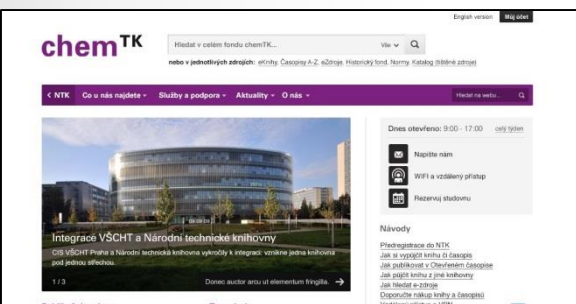 English version Můj účet
chemTK
Hledat v celém fondu chemTK... Vše
nebo v jednotlivých zdrojích: eKnihy, Časopisy A-Z, eZdroje, Historický fond, Normy, Katalog (tištěné zdroje)
< NTK Co u nás najdete Služby a podpora Aktuality O nás Hledat na webu...
Dnes otevřeno: 9:00 - 17:00 celý týden
Napište nám
WIFI a vzdálený přístup
Rezervuj studovnu
Integrace VŠCHT a Národní technické knihovny
CIS VŠCHT Praha a Národní technická knihovna vykročily k integraci: vznikne jedna knihovna
pod jednou střechou.
1 / 3 Donec auctor arcu ut elementum fringilla. →
Návody
Předregistrace do NTK
Jak si vypůjčit knihu či časopis
Jak publikovat v Otevřeném časopise
Jak půjčit knihu z jiné knihovny
Jak hledat e-zdroje
Doporučte nákup knihy a časopisů